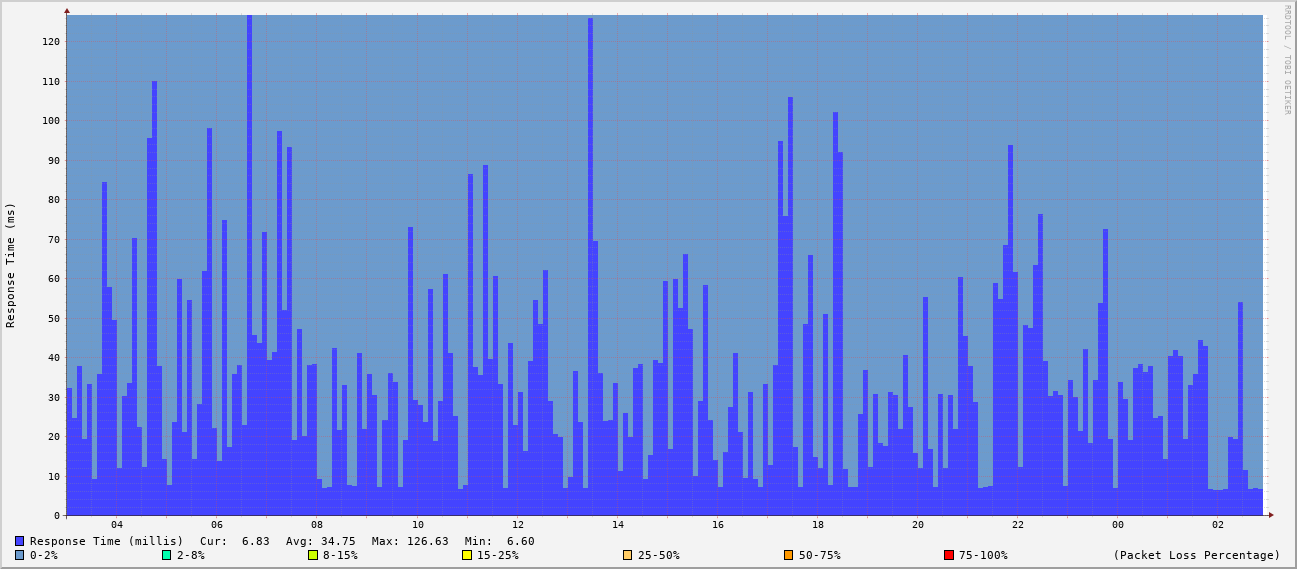 RRDTOOL / TOBI OETIKER
Response Time (ms)
120
110
100
90
80
70
60
50
40
30
20
10
0
04 06 08 10 12 14 16 18 20 22 00 02
Response Time (millis) Cur: 6.83 Avg: 34.75 Max: 126.63 Min: 6.60
0-2% 2-8% 8-15% 15-25% 25-50% 50-75% 75-100% (Packet Loss Percentage)